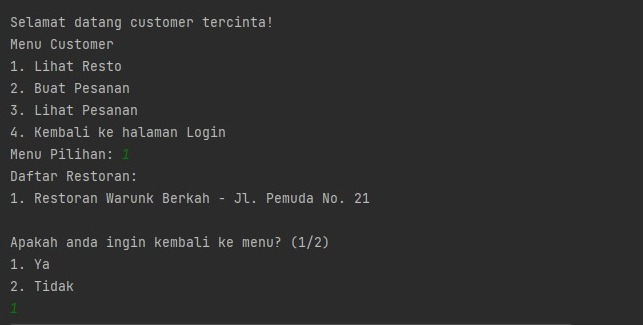 Selamat datang customer tercinta!
Menu Customer
1. Lihat Resto
2. Buat Pesanan
3. Lihat Pesanan
4. Kembali ke halaman Login
Menu Pilihan: 1
Daftar Restoran:
1. Restoran Warunk Berkah - Jl. Pemuda No. 21
Apakah anda ingin kembali ke menu? (1/2)
1. Ya
2. Tidak
1